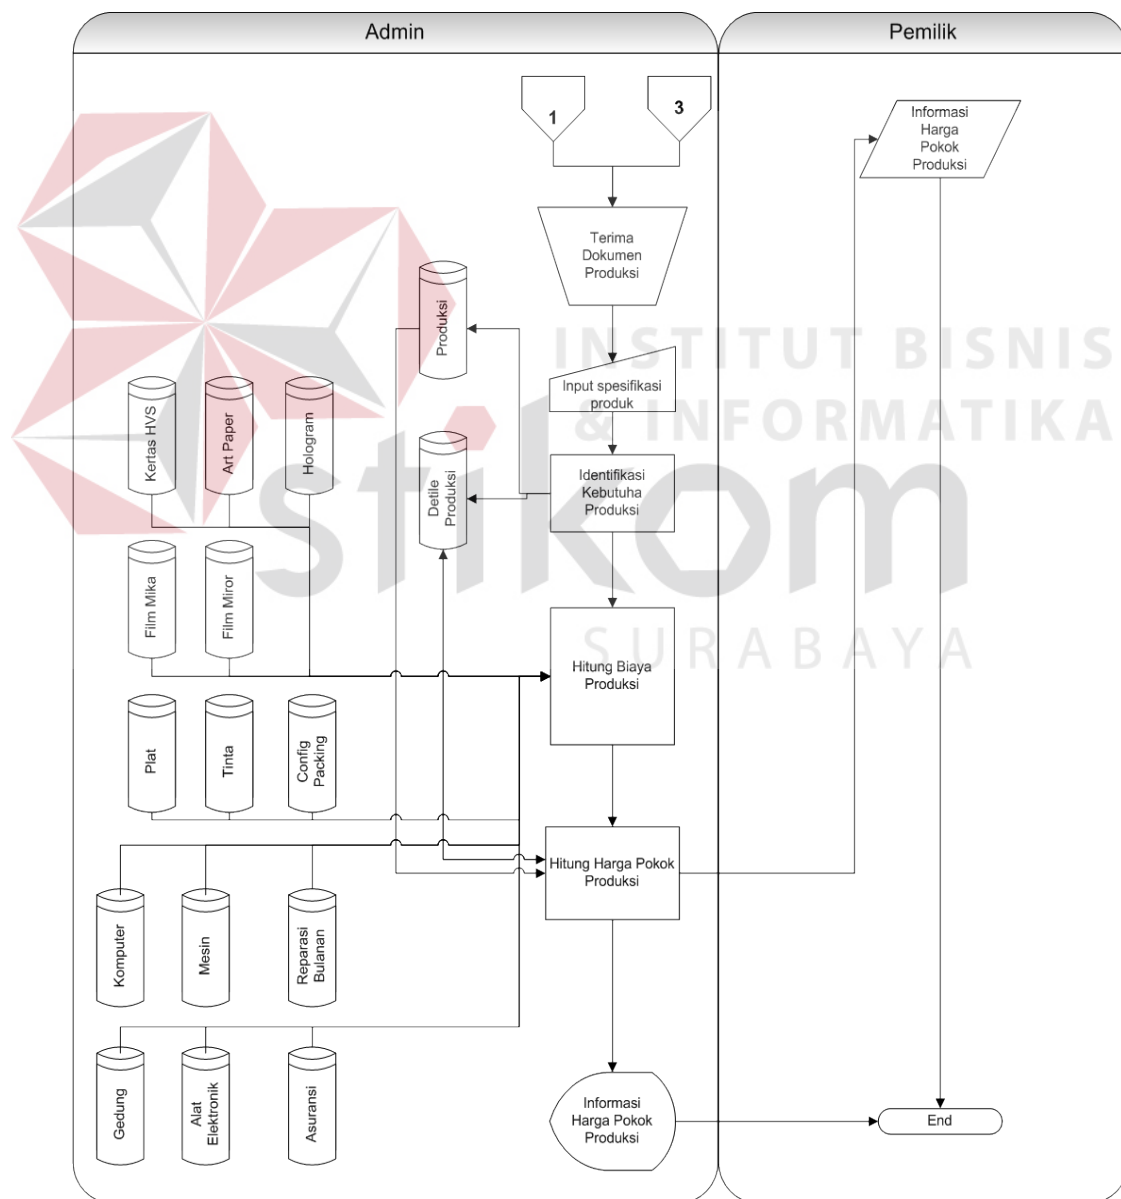 Admin
Pemilik
1
3
Informasi
Harga
Pokok
Produksi
Terima
Dokumen
Produksi
Produksi
INSTITUT BISNIS
& INFORMATIKA
stikom
SURABAYA
Input spesifikasi
produk
Kertas HVS
Art Paper
Hologram
Detile
Produksi
Identifikasi
Kebutuha
Produksi
Film Mika
Film Miror
Hitung Biaya
Produksi
Plat
Tinta
Config
Packing
Hitung Harga Pokok
Produksi
Komputer
Mesin
Reparasi
Bulanan
Gedung
Alat
Elektronik
Asuransi
Informasi
Harga Pokok
Produksi
End